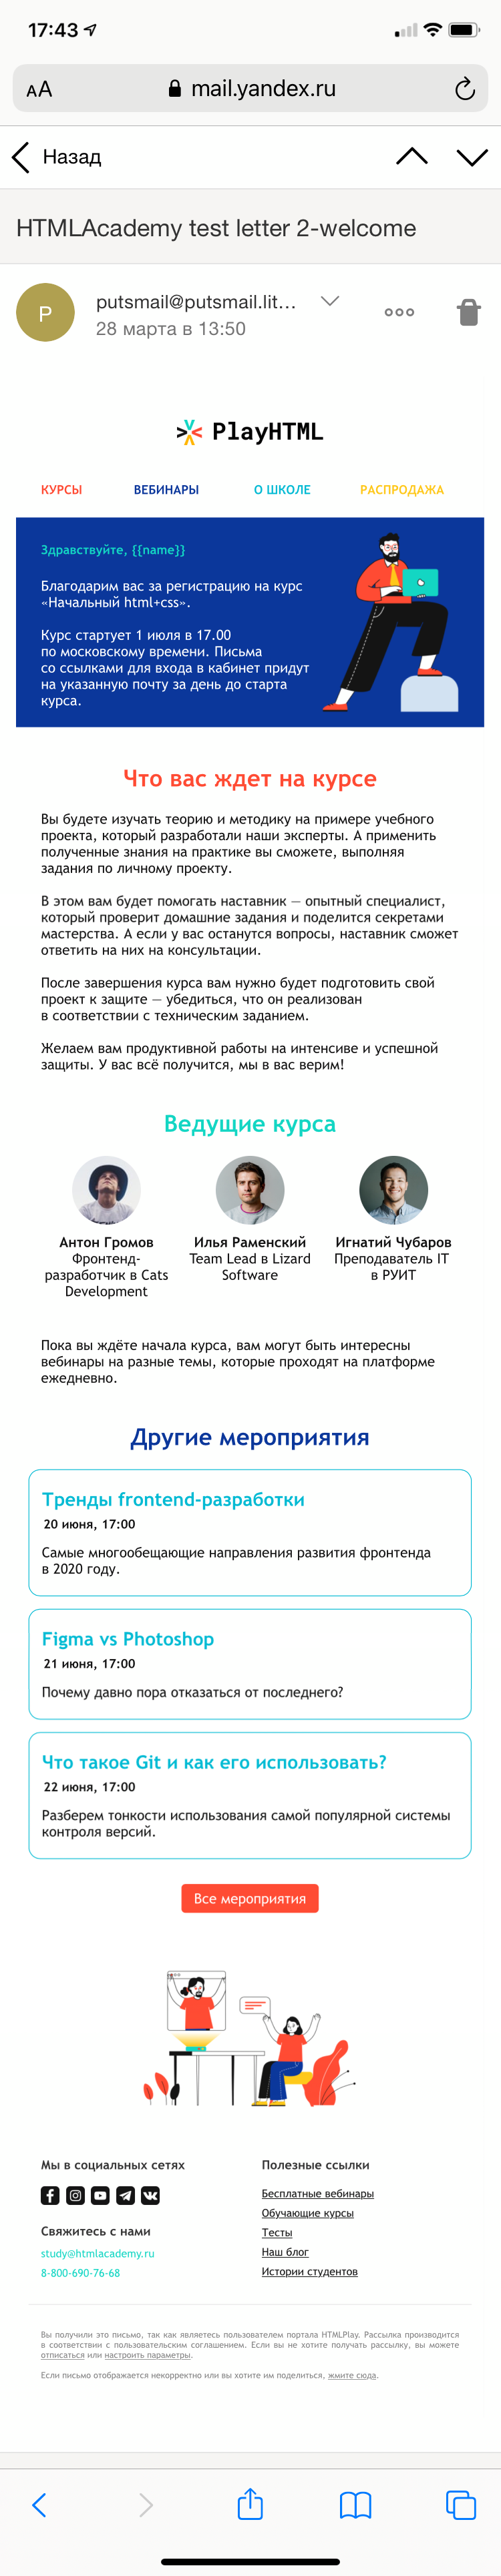 17:43
AA mail.yandex.ru
Назад
HTMLAcademy test letter 2-welcome
P
putsmail@putsmail.lit...
28 марта в 13:50
PlayHTML
КУРСЫ ВЕБИНАРЫ О ШКОЛЕ РАСПРОДАЖА
Здравствуйте, {{name}}
Благодарим вас за регистрацию на курс
«Начальный html+css».
Курс стартует 1 июля в 17.00
по московскому времени. Письма
со ссылками для входа в кабинет придут
на указанную почту за день до старта
курса.
Что вас ждет на курсе
Вы будете изучать теорию и методику на примере учебного
проекта, который разработали наши эксперты. А применить
полученные знания на практике вы сможете, выполняя
задания по личному проекту.
В этом вам будет помогать наставник — опытный специалист,
который проверит домашние задания и поделится секретами
мастерства. А если у вас останутся вопросы, наставник сможет
ответить на них на консультации.
После завершения курса вам нужно будет подготовить свой
проект к защите — убедиться, что он реализован
в соответствии с техническим заданием.
Желаем вам продуктивной работы на интенсиве и успешной
защиты. У вас всё получится, мы в вас верим!
Ведущие курса
Антон Громов
Фронтенд-
разработчик в Cats
Development
Илья Раменский
Team Lead в Lizard
Software
Игнатий Чубаров
Преподаватель IT
в РУИТ
Пока вы ждёте начала курса, вам могут быть интересны
вебинары на разные темы, которые проходят на платформе
ежедневно.
Другие мероприятия
Тренды frontend-разработки
20 июня, 17:00
Самые многообещающие направления развития фронтенда
в 2020 году.
Figma vs Photoshop
21 июня, 17:00
Почему давно пора отказаться от последнего?
Что такое Git и как его использовать?
22 июня, 17:00
Разберем тонкости использования самой популярной системы
контроля версий.
Все мероприятия
Мы в социальных сетях
Свяжитесь с нами
study@htmlacademy.ru
8-800-690-76-68
Полезные ссылки
Бесплатные вебинары
Обучающие курсы
Тесты
Наш блог
Истории студентов
Вы получили это письмо, так как являетесь пользователем портала HTMLPlay. Рассылка производится
в соответствии с пользовательским соглашением. Если вы не хотите получать рассылку, вы можете
отписаться или настроить параметры.
Если письмо отображается некорректно или вы хотите им поделиться, жмите сюда.